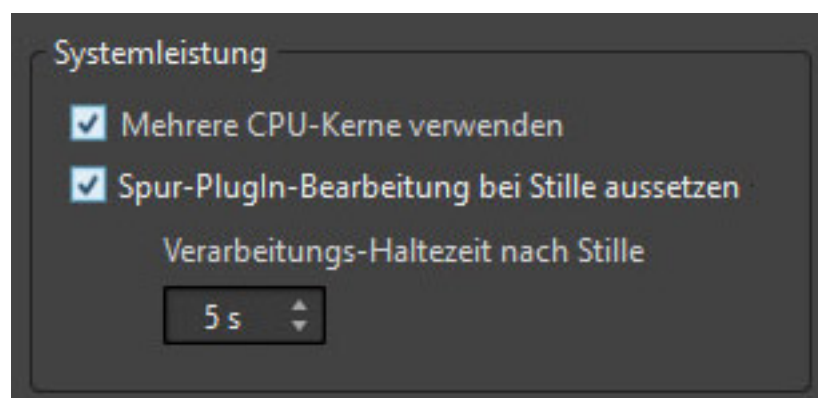 Systemleistung
Mehrere CPU-Kerne verwenden
Spur-PlugIn-Bearbeitung bei Stille aussetzen
Verarbeitungs-Haltezeit nach Stille
5 s